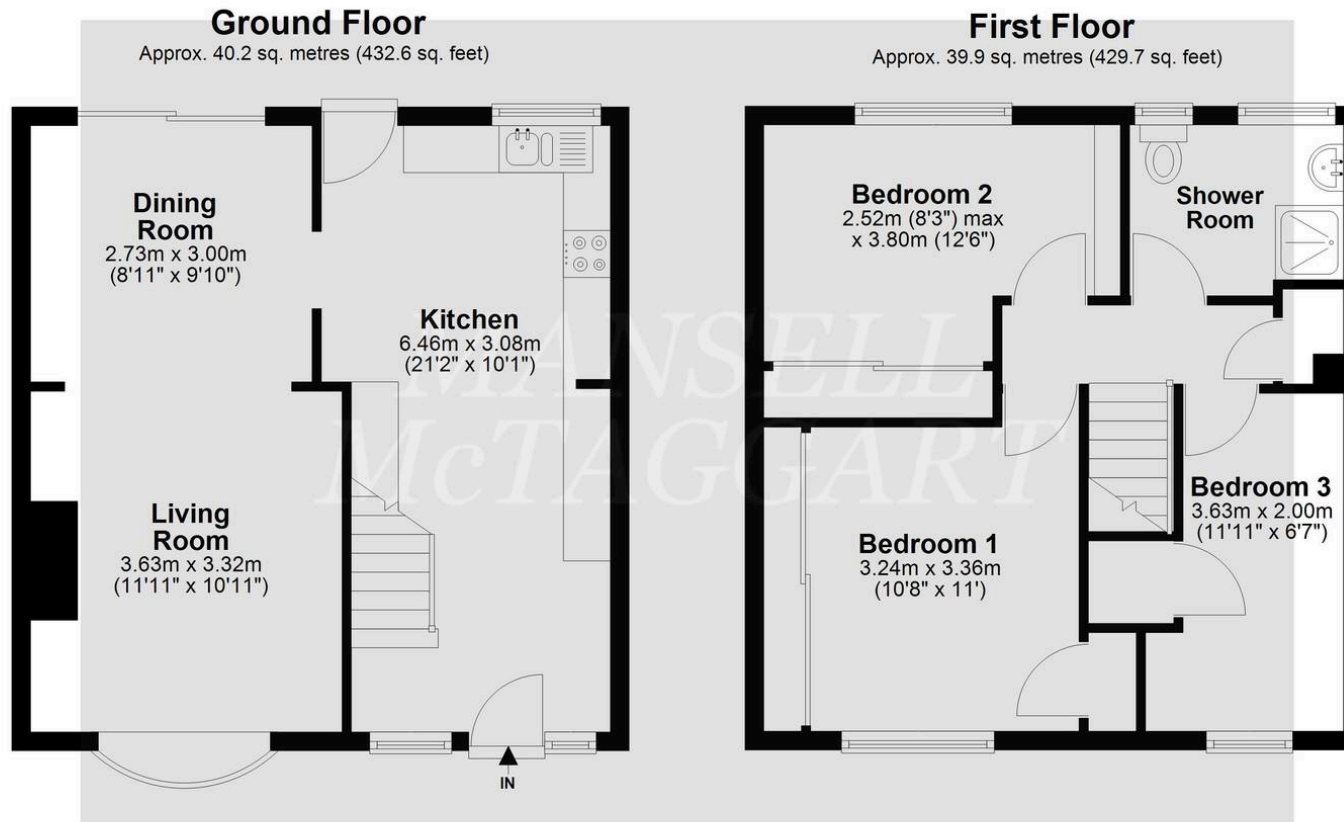 Ground Floor
Approx. 40.2 sq. metres (432.6 sq. feet)
Dining
Room
2.73m x 3.00m
(8'11" x 9'10")
Kitchen
6.46m x 3.08m
(21'2" x 10'1")
Living
Room
3.63m x 3.32m
(11'11" x 10'11")
IN
First Floor
Approx. 39.9 sq. metres (429.7 sq. feet)
Bedroom 2
2.52m (8'3") max
x 3.80m (12'6")
Shower
Room
Bedroom 1
3.24m x 3.36m
(10'8" x 11')
Bedroom 3
3.63m x 2.00m
(11'11" x 6'7")
MANSELL
McTAGGART